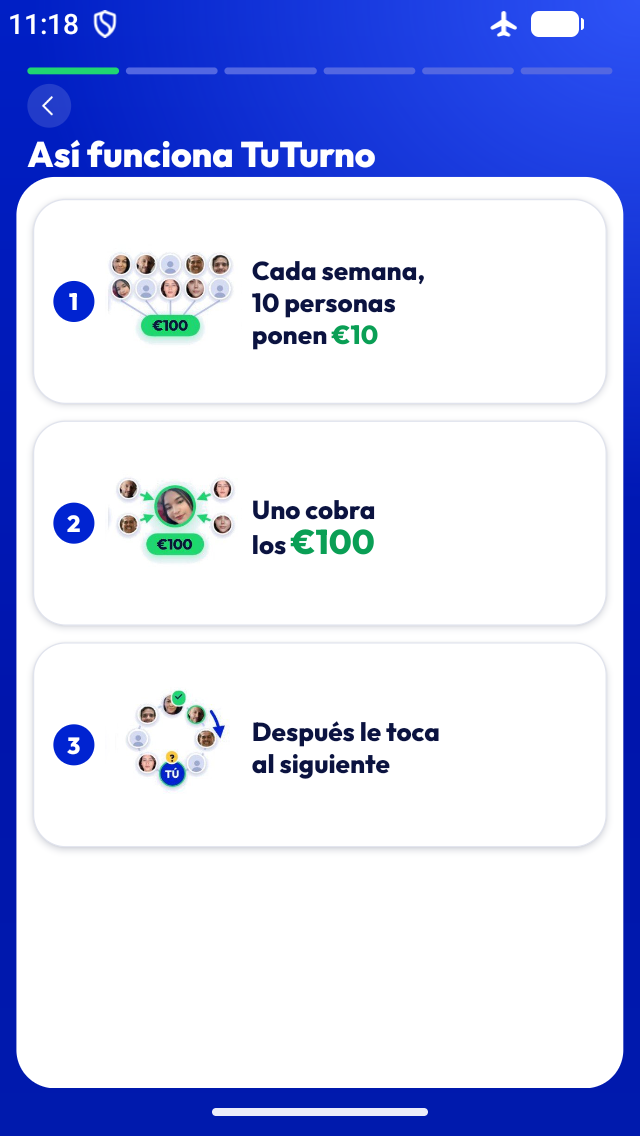 11:18
Así funciona TuTurno
1
€100
Cada semana,
10 personas
ponen €10
2
€100
Uno cobra
los €100
3
?
TÚ
Después le toca
al siguiente